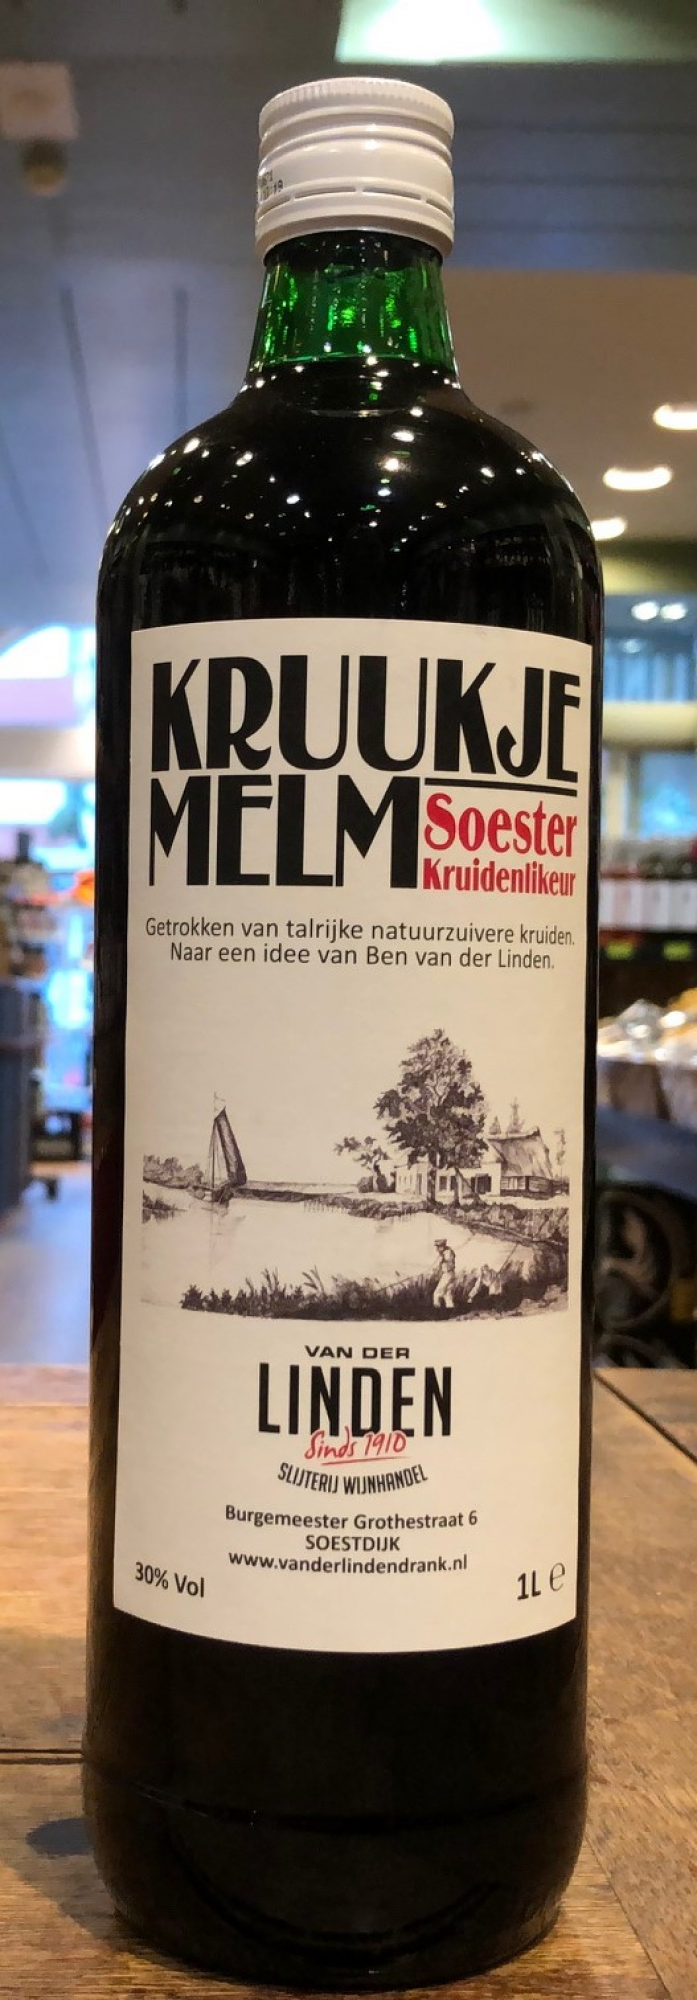 KRUUKJE
MELM
Soester
Kruidenlikeur
Getrokken van talrijke natuurzuivere kruiden.
Naar een idee van Ben van der Linden.
VAN DER
LINDEN
Sinds 1910
SLIJTERIJ WIJNHANDEL
Burgemeester Grothestraat 6
SOESTDIJK
www.vanderlindendrank.nl
30% Vol
1L ℮